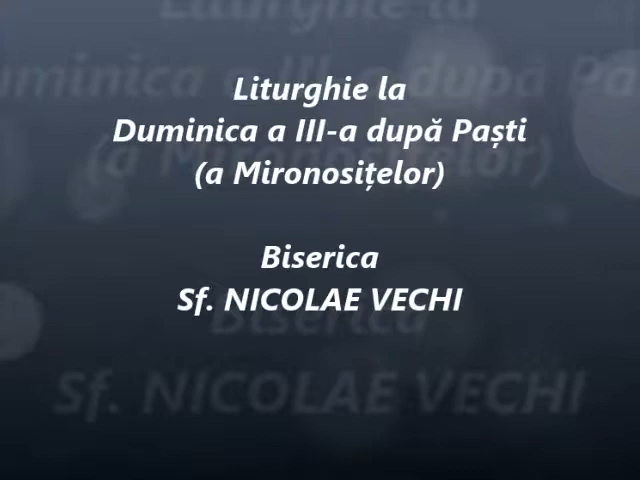 Liturghie la
Duminica a III-a după Paști
(a Mironosițelor)
Biserica
Sf. NICOLAE VECHI